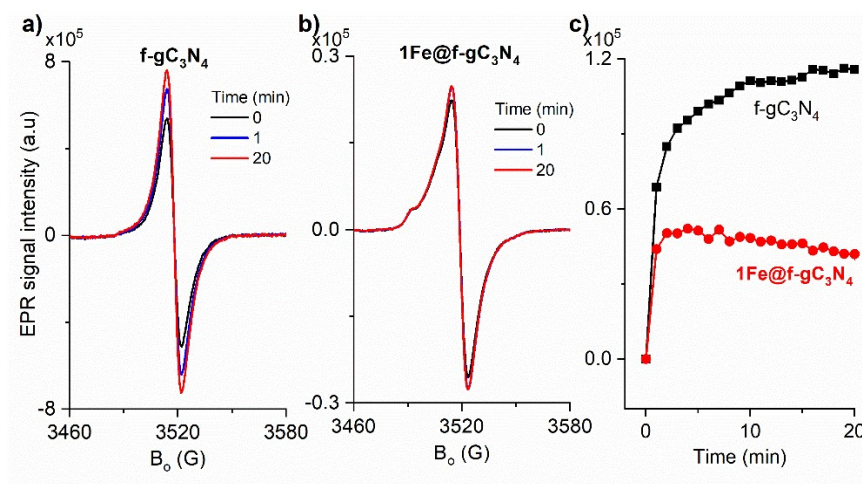 a)
x10⁵
f-gC₃N₄
8
0
-8
EPR signal intensity (a.u)
Time (min)
0
1
20
3460
3520
3580
Bₒ (G)
b)
x10⁵
1Fe@f-gC₃N₄
0.3
0.0
-0.3
Time (min)
0
1
20
3460
3520
3580
Bₒ (G)
c)
x10⁵
1.2
0.6
0.0
f-gC₃N₄
1Fe@f-gC₃N₄
0
10
20
Time (min)